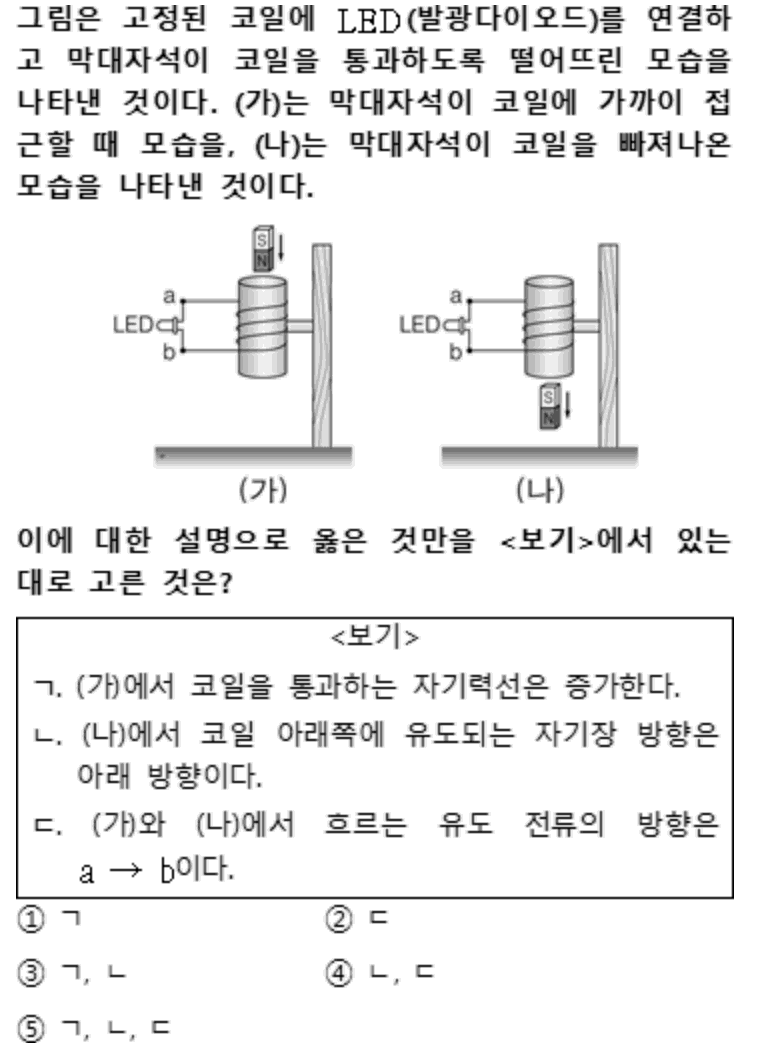 그림은 고정된 코일에 LED(발광다이오드)를 연결하
고 막대자석이 코일을 통과하도록 떨어뜨린 모습을
나타낸 것이다. (가)는 막대자석이 코일에 가까이 접
근할 때 모습을, (나)는 막대자석이 코일을 빠져나온
모습을 나타낸 것이다.
S
N
a
LED
b
(가)
a
LED
b
S
N
(나)
이에 대한 설명으로 옳은 것만을 <보기>에서 있는
대로 고른 것은?
<보기>
ㄱ. (가)에서 코일을 통과하는 자기력선은 증가한다.
ㄴ. (나)에서 코일 아래쪽에 유도되는 자기장 방향은
아래 방향이다.
ㄷ. (가)와 (나)에서 흐르는 유도 전류의 방향은
a → b이다.
① ㄱ ② ㄷ
③ ㄱ, ㄴ ④ ㄴ, ㄷ
⑤ ㄱ, ㄴ, ㄷ